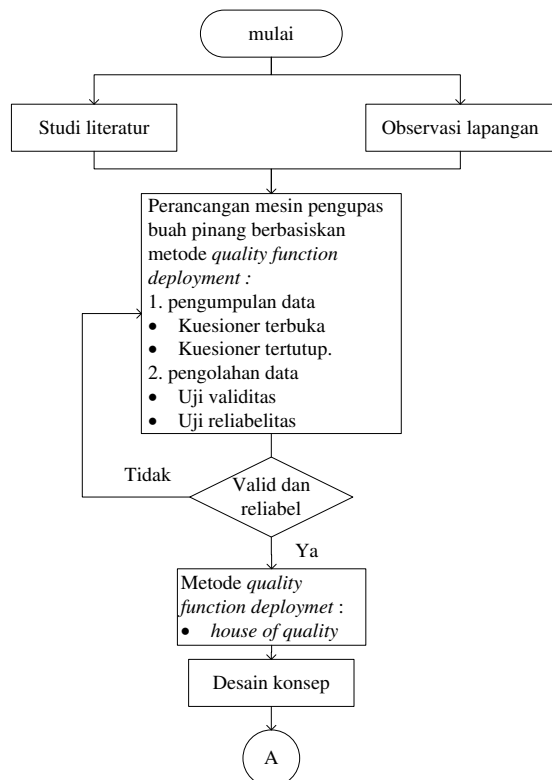 mulai
Studi literatur
Observasi lapangan
Perancangan mesin pengupas
buah pinang berbasiskan
metode quality function
deployment :
1. pengumpulan data
• Kuesioner terbuka
• Kuesioner tertutup.
2. pengolahan data
• Uji validitas
• Uji reliabelitas
Tidak
Valid dan
reliabel
Ya
Metode quality
function deploymet :
• house of quality
Desain konsep
A